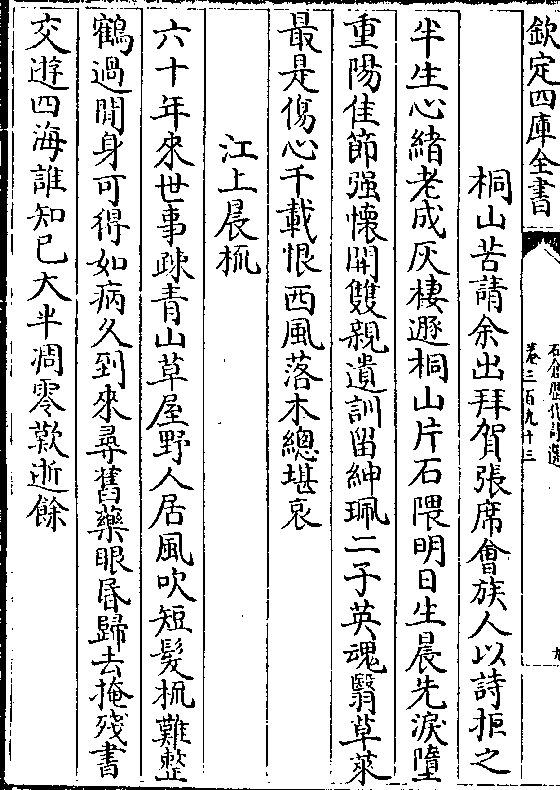 欽定四庫全書
石倉歷代詩選
卷三百九十三
桐山苦請余出拜賀張席會族人以詩拒之
半生心緒老成灰棲遯桐山片石隈明日生晨先淚墮
重陽佳節强懷開雙親遺訓留紳珮二子英魂翳草萊
最是傷心千載恨西風落木總堪哀
江上晨梳
六十年來世事疎青山草屋野人居風吹短髮梳難整
鶴過閒身可得如病久到來尋舊藥眼昏歸去掩殘書
交遊四海誰知已大半凋零歎逝餘